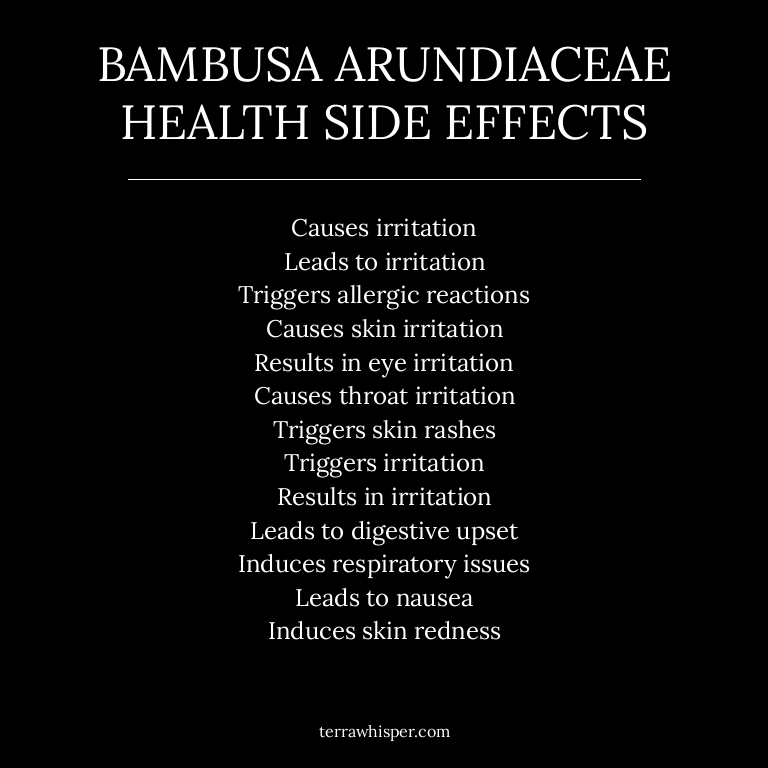 BAMBUSA ARUNDIACEAE
HEALTH SIDE EFFECTS
Causes irritation
Leads to irritation
Triggers allergic reactions
Causes skin irritation
Results in eye irritation
Causes throat irritation
Triggers skin rashes
Triggers irritation
Results in irritation
Leads to digestive upset
Induces respiratory issues
Leads to nausea
Induces skin redness
terrawhisper.com